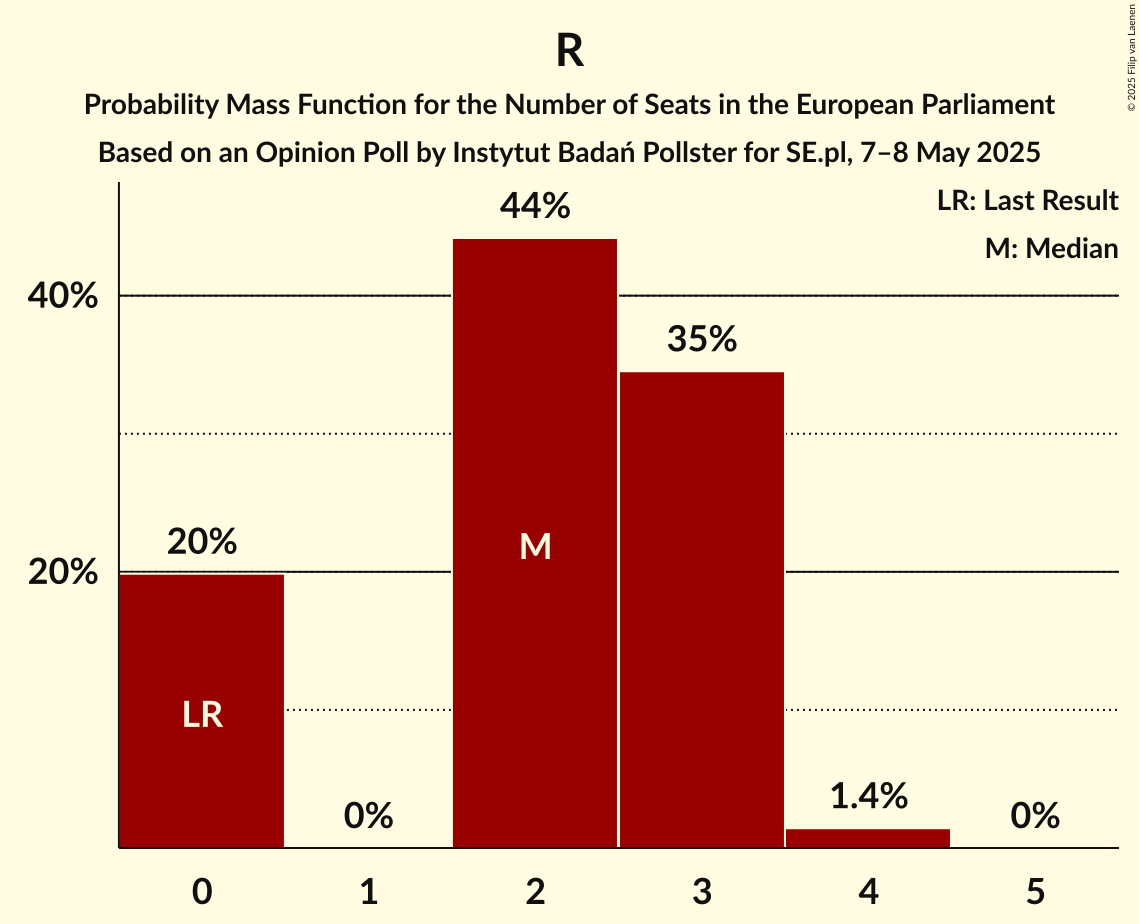 R
Probability Mass Function for the Number of Seats in the European Parliament
Based on an Opinion Poll by Instytut Badań Pollster for SE.pl, 7–8 May 2025
© 2025 Filip van Laenen
LR: Last Result
M: Median
44%
40%
35%
20%
20%
M
LR
0%
1.4%
0%
0 1 2 3 4 5